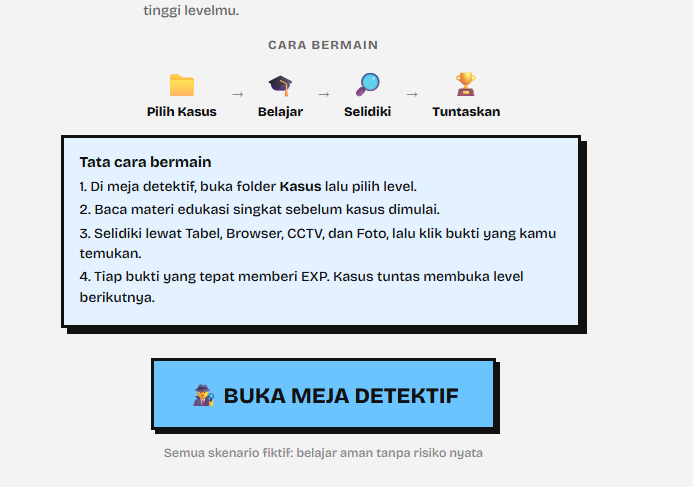 tinggi levelmu.
CARA BERMAIN
Pilih Kasus → Belajar → Selidiki → Tuntaskan
Tata cara bermain
1. Di meja detektif, buka folder Kasus lalu pilih level.
2. Baca materi edukasi singkat sebelum kasus dimulai.
3. Selidiki lewat Tabel, Browser, CCTV, dan Foto, lalu klik bukti yang kamu
temukan.
4. Tiap bukti yang tepat memberi EXP. Kasus tuntas membuka level
berikutnya.
BUKA MEJA DETEKTIF
Semua skenario fiktif: belajar aman tanpa risiko nyata